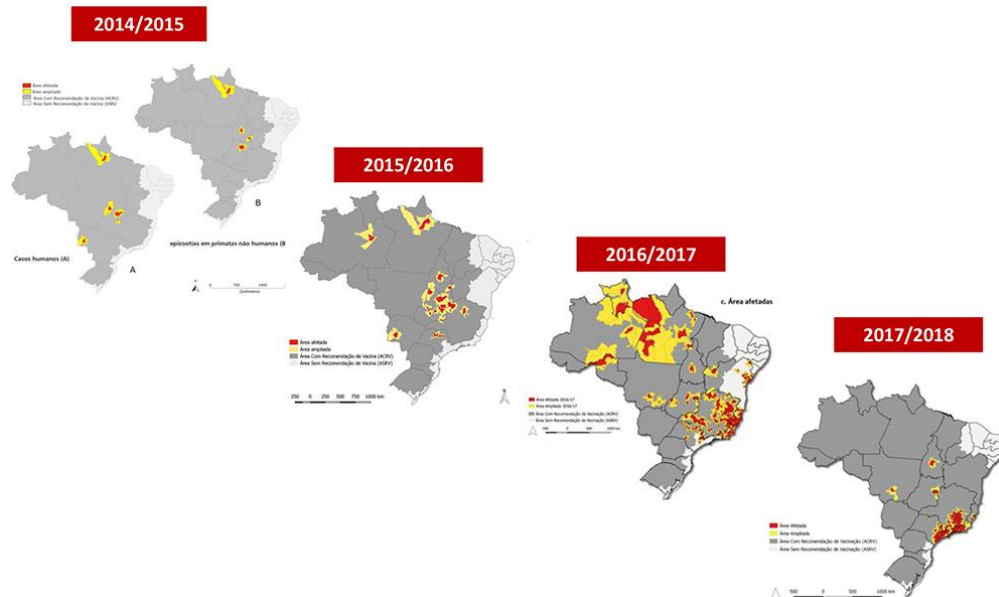 2014/2015
Área afetada
Área ampliada
Área Com Recomendação de Vacina (ACRV)
Área Sem Recomendação de Vacina (ASRV
B
epizootias em primatas não humanos (B
Casos humanos (A)
A
2015/2016
Área afetada
Área ampliada
Área Com Recomendação de Vacina (ACRV)
Área Sem Recomendação de Vacina (ASRV)
250 0 250 500 750 1000 km
2016/2017
c. Área afetadas
Área Afetada 2016/17
Área Ampliada 2016/17
Área Com Recomendação de Vacinação (ACRV)
Área Sem Recomendação de Vacinação (ASRV)
500 0 500 1000 km
2017/2018
Área Afetada
Área Ampliada
Área Com Recomendação de Vacinação (ACRV)
Área Sem Recomendação de Vacinação (ASRV)
500 0 500 1000 km